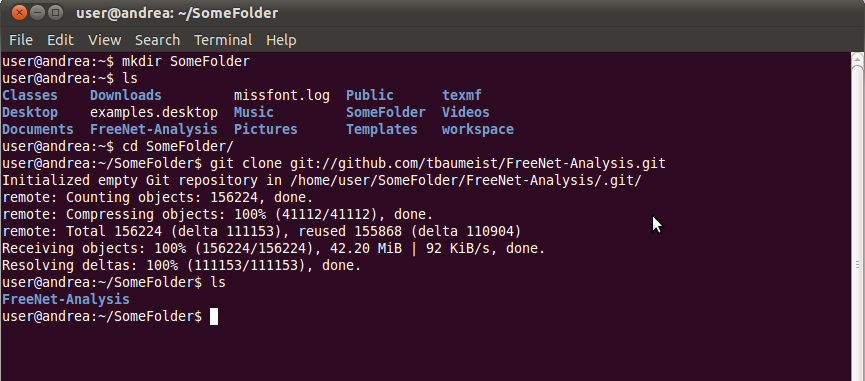 user@andrea: ~/SomeFolder
File Edit View Search Terminal Help
user@andrea:~$ mkdir SomeFolder
user@andrea:~$ ls
Classes    Downloads         missfont.log  Public      texmf
Desktop    examples.desktop  Music         SomeFolder  Videos
Documents  FreeNet-Analysis  Pictures      Templates   workspace
user@andrea:~$ cd SomeFolder/
user@andrea:~/SomeFolder$ git clone git://github.com/tbaumeist/FreeNet-Analysis.git
Initialized empty Git repository in /home/user/SomeFolder/FreeNet-Analysis/.git/
remote: Counting objects: 156224, done.
remote: Compressing objects: 100% (41112/41112), done.
remote: Total 156224 (delta 111153), reused 155868 (delta 110904)
Receiving objects: 100% (156224/156224), 42.20 MiB | 92 KiB/s, done.
Resolving deltas: 100% (111153/111153), done.
user@andrea:~/SomeFolder$ ls
FreeNet-Analysis
user@andrea:~/SomeFolder$